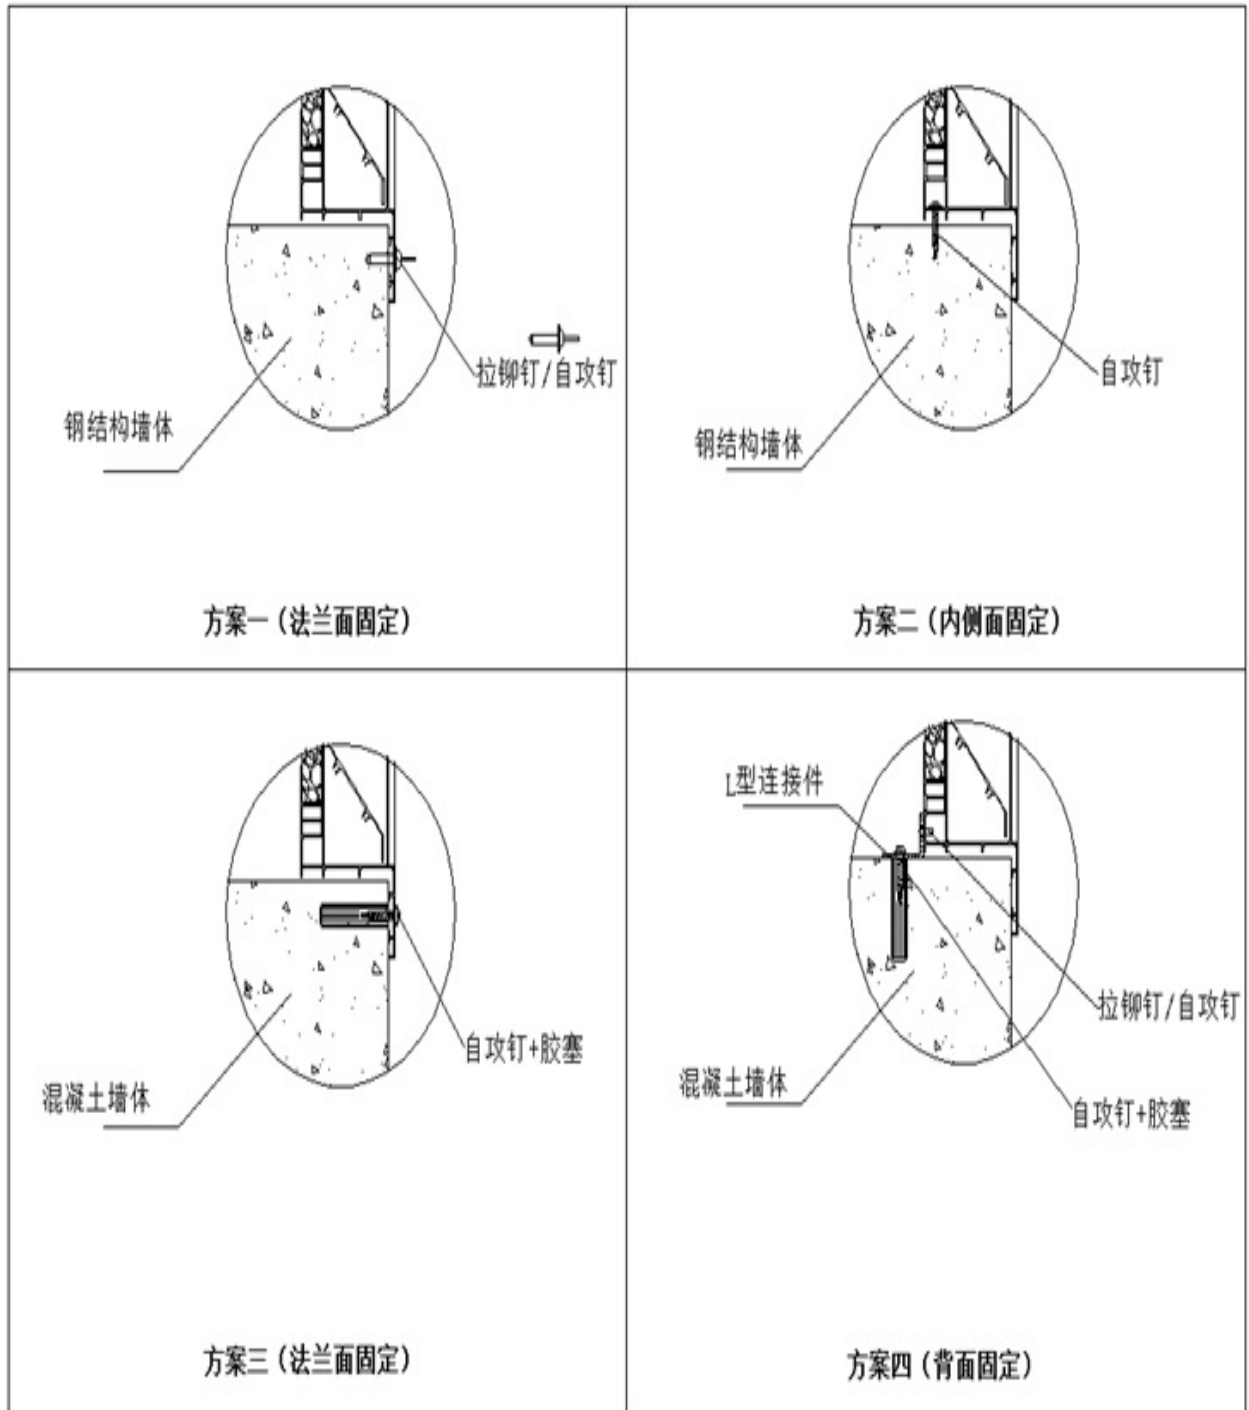 拉铆钉/自攻钉
钢结构墙体
方案一（法兰面固定）
自攻钉
钢结构墙体
方案二（内侧面固定）
自攻钉+胶塞
混凝土墙体
方案三（法兰面固定）
L型连接件
拉铆钉/自攻钉
混凝土墙体
自攻钉+胶塞
方案四（背面固定）